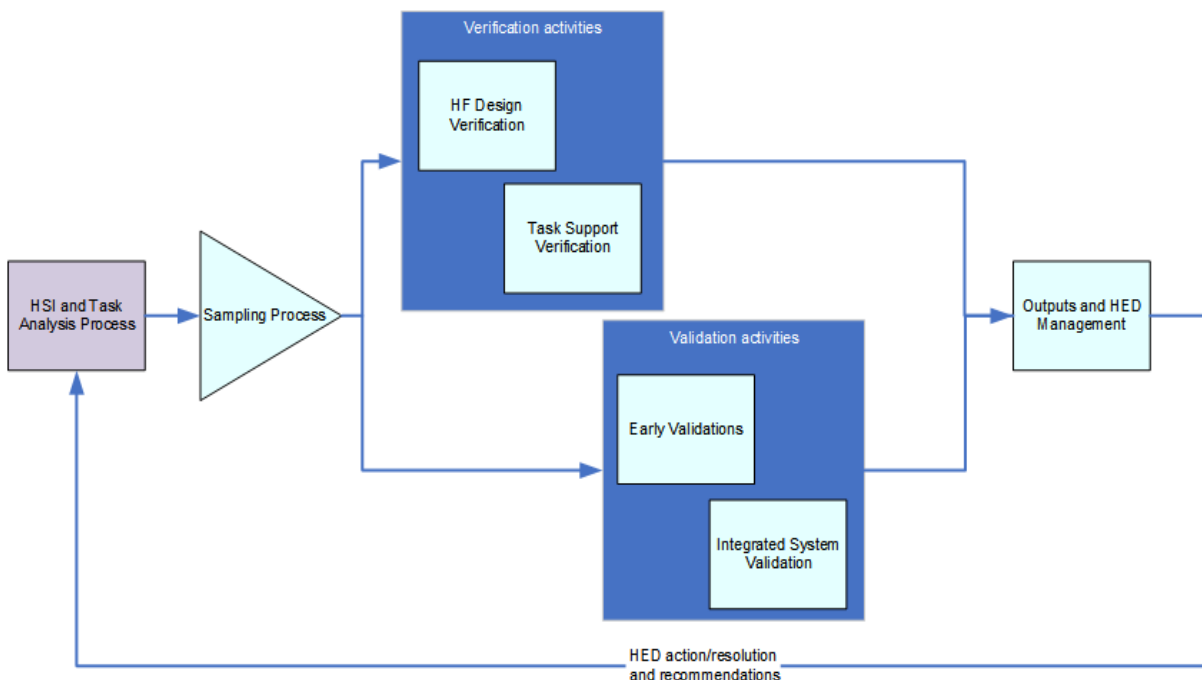 Verification activities
HF Design
Verification
Task Support
Verification
HSI and Task
Analysis Process
Sampling Process
Outputs and HED
Management
Validation activities
Early Validations
Integrated System
Validation
HED action/resolution
and recommendations